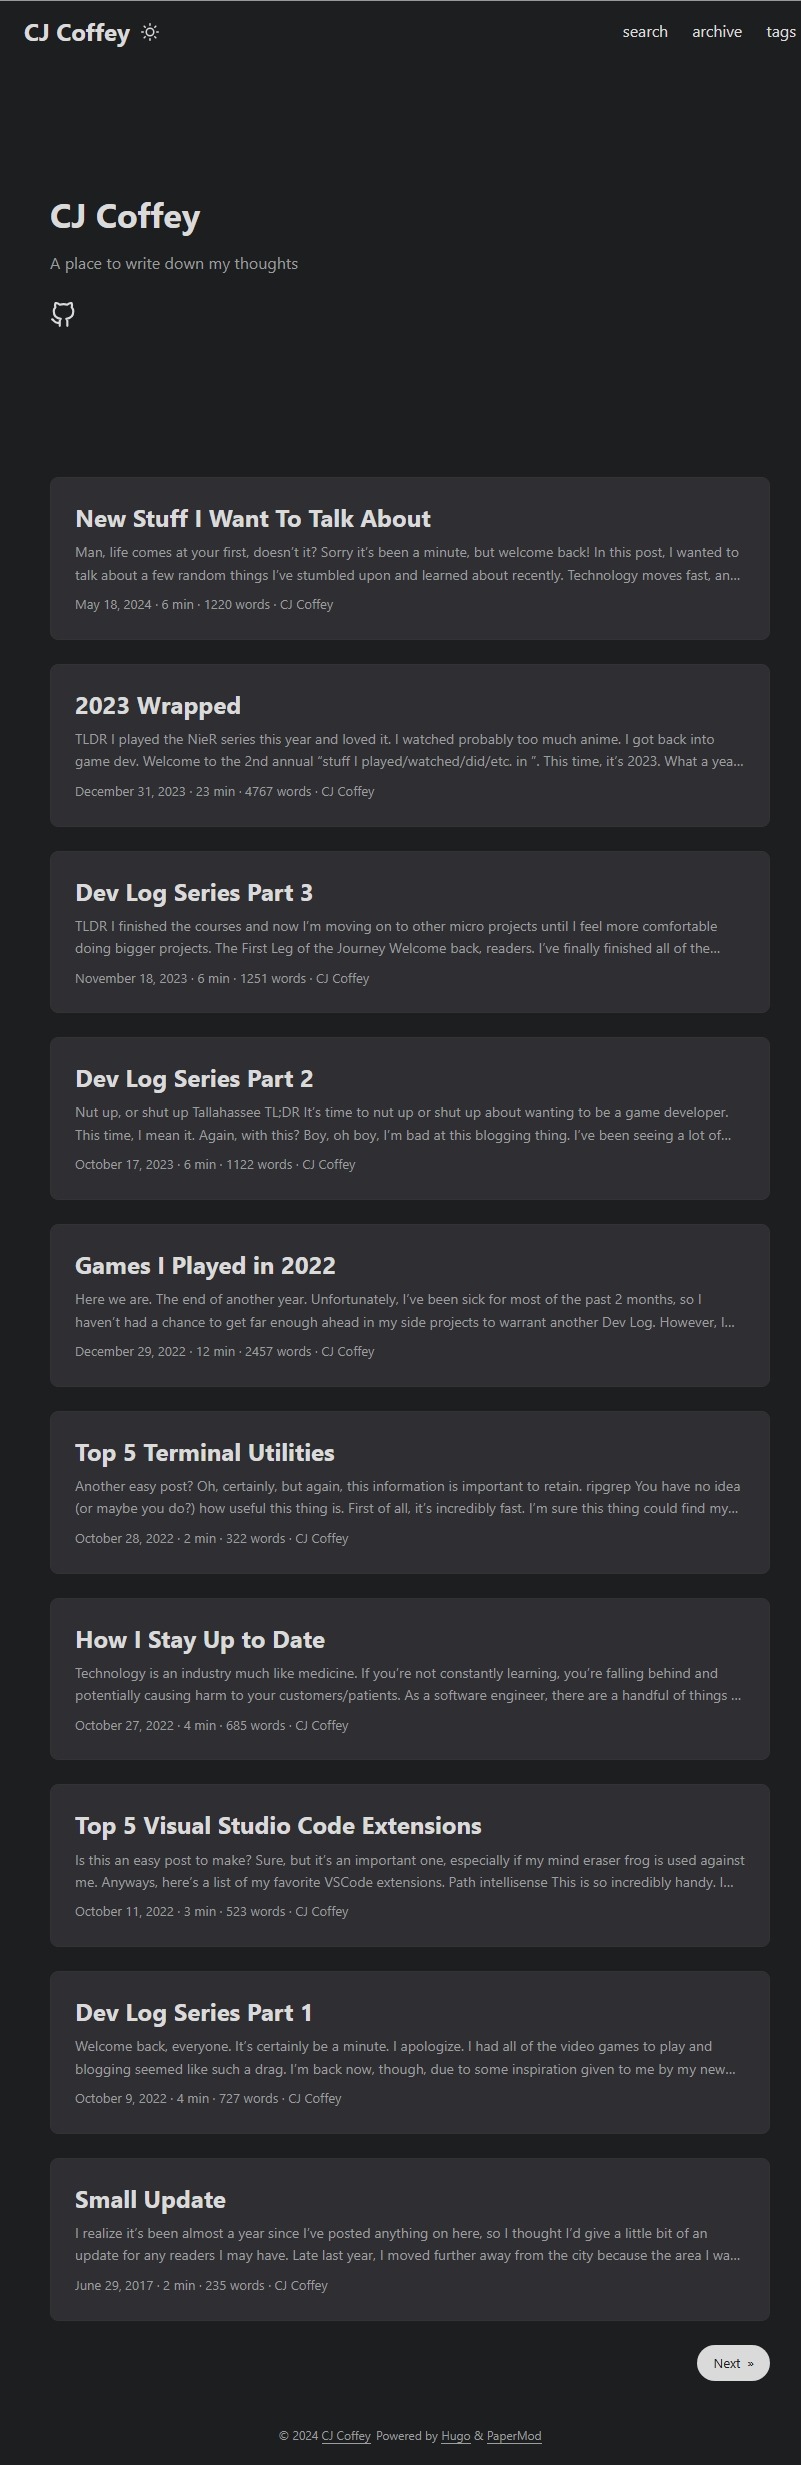 CJ Coffey
search archive tags
CJ Coffey
A place to write down my thoughts
New Stuff I Want To Talk About
Man, life comes at your first, doesn’t it? Sorry it’s been a minute, but welcome back! In this post, I wanted to
talk about a few random things I’ve stumbled upon and learned about recently. Technology moves fast, an...
May 18, 2024 · 6 min · 1220 words · CJ Coffey
2023 Wrapped
TLDR I played the NieR series this year and loved it. I watched probably too much anime. I got back into
game dev. Welcome to the 2nd annual “stuff I played/watched/did/etc. in ”. This time, it’s 2023. What a yea...
December 31, 2023 · 23 min · 4767 words · CJ Coffey
Dev Log Series Part 3
TLDR I finished the courses and now I’m moving on to other micro projects until I feel more comfortable
doing bigger projects. The First Leg of the Journey Welcome back, readers. I’ve finally finished all of the...
November 18, 2023 · 6 min · 1251 words · CJ Coffey
Dev Log Series Part 2
Nut up, or shut up Tallahassee TL;DR It’s time to nut up or shut up about wanting to be a game developer.
This time, I mean it. Again, with this? Boy, oh boy, I’m bad at this blogging thing. I’ve been seeing a lot of...
October 17, 2023 · 6 min · 1122 words · CJ Coffey
Games I Played in 2022
Here we are. The end of another year. Unfortunately, I’ve been sick for most of the past 2 months, so I
haven’t had a chance to get far enough ahead in my side projects to warrant another Dev Log. However, I...
December 29, 2022 · 12 min · 2457 words · CJ Coffey
Top 5 Terminal Utilities
Another easy post? Oh, certainly, but again, this information is important to retain. ripgrep You have no idea
(or maybe you do?) how useful this thing is. First of all, it’s incredibly fast. I’m sure this thing could find my...
October 28, 2022 · 2 min · 322 words · CJ Coffey
How I Stay Up to Date
Technology is an industry much like medicine. If you’re not constantly learning, you’re falling behind and
potentially causing harm to your customers/patients. As a software engineer, there are a handful of things ...
October 27, 2022 · 4 min · 685 words · CJ Coffey
Top 5 Visual Studio Code Extensions
Is this an easy post to make? Sure, but it’s an important one, especially if my mind eraser frog is used against
me. Anyways, here’s a list of my favorite VSCode extensions. Path intellisense This is so incredibly handy. I...
October 11, 2022 · 3 min · 523 words · CJ Coffey
Dev Log Series Part 1
Welcome back, everyone. It’s certainly be a minute. I apologize. I had all of the video games to play and
blogging seemed like such a drag. I’m back now, though, due to some inspiration given to me by my new...
October 9, 2022 · 4 min · 727 words · CJ Coffey
Small Update
I realize it’s been almost a year since I’ve posted anything on here, so I thought I’d give a little bit of an
update for any readers I may have. Late last year, I moved further away from the city because the area I wa...
June 29, 2017 · 2 min · 235 words · CJ Coffey
Next »
© 2024 CJ Coffey Powered by Hugo & PaperMod